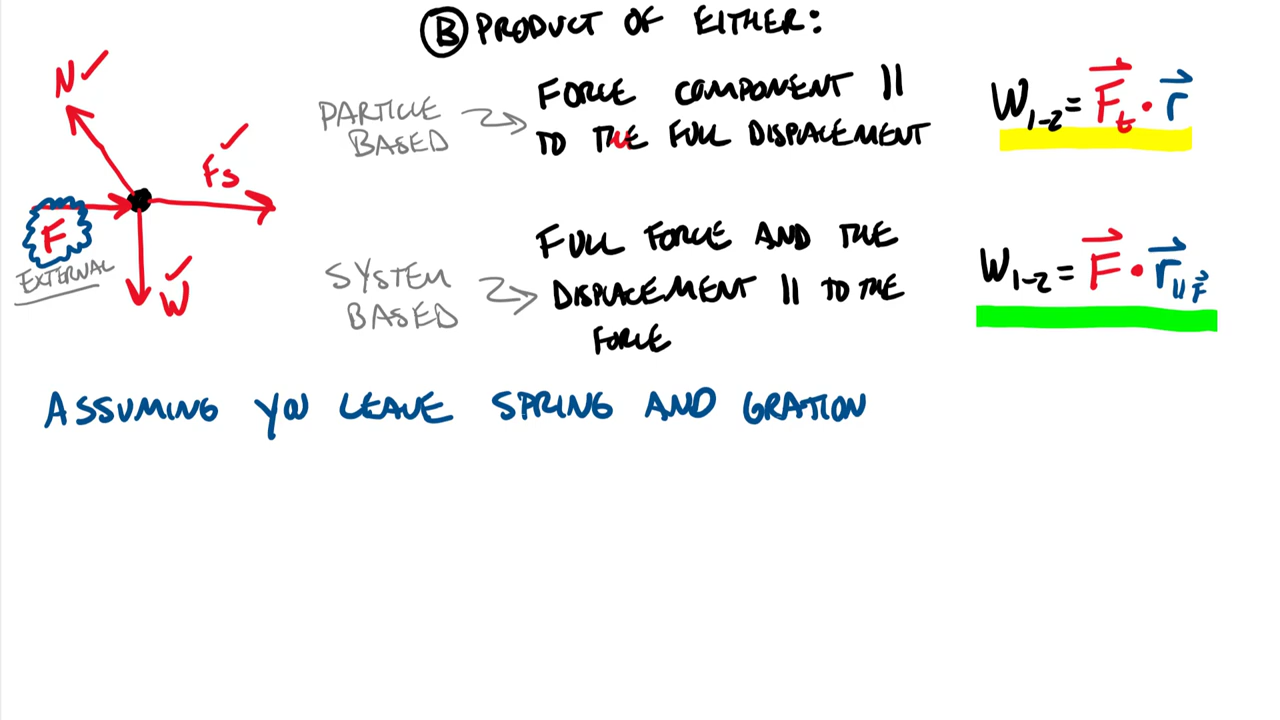 B PRODUCT OF EITHER:
N✓
PARTICLE BASED
FORCE COMPONENT ||
TO THE FULL DISPLACEMENT
W₁₋₂ = F⃗ₜ · r⃗
Fs ✓
F
EXTERNAL
W ✓
SYSTEM BASED
FULL FORCE AND THE
DISPLACEMENT || TO THE
FORCE
W₁₋₂ = F⃗ · r⃗ ||F⃗
ASSUMING YOU LEAVE SPRING AND GRATION